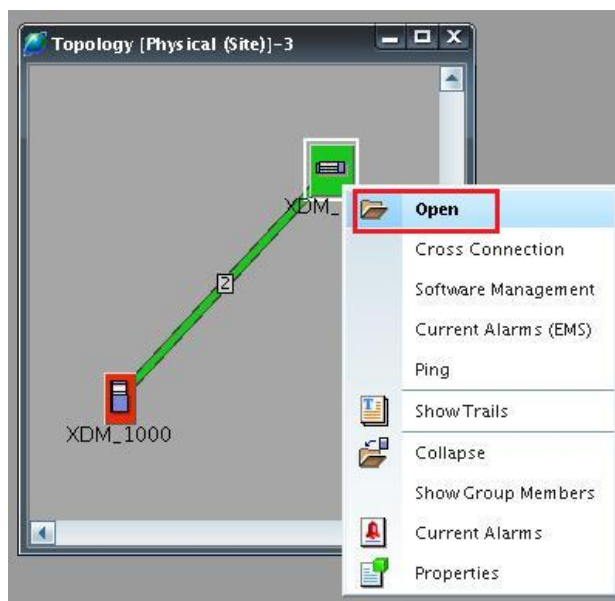 Topology [Physical (Site)]-3
XDM_
2
XDM_1000
Open
Cross Connection
Software Management
Current Alarms (EMS)
Ping
Show Trails
Collapse
Show Group Members
Current Alarms
Properties